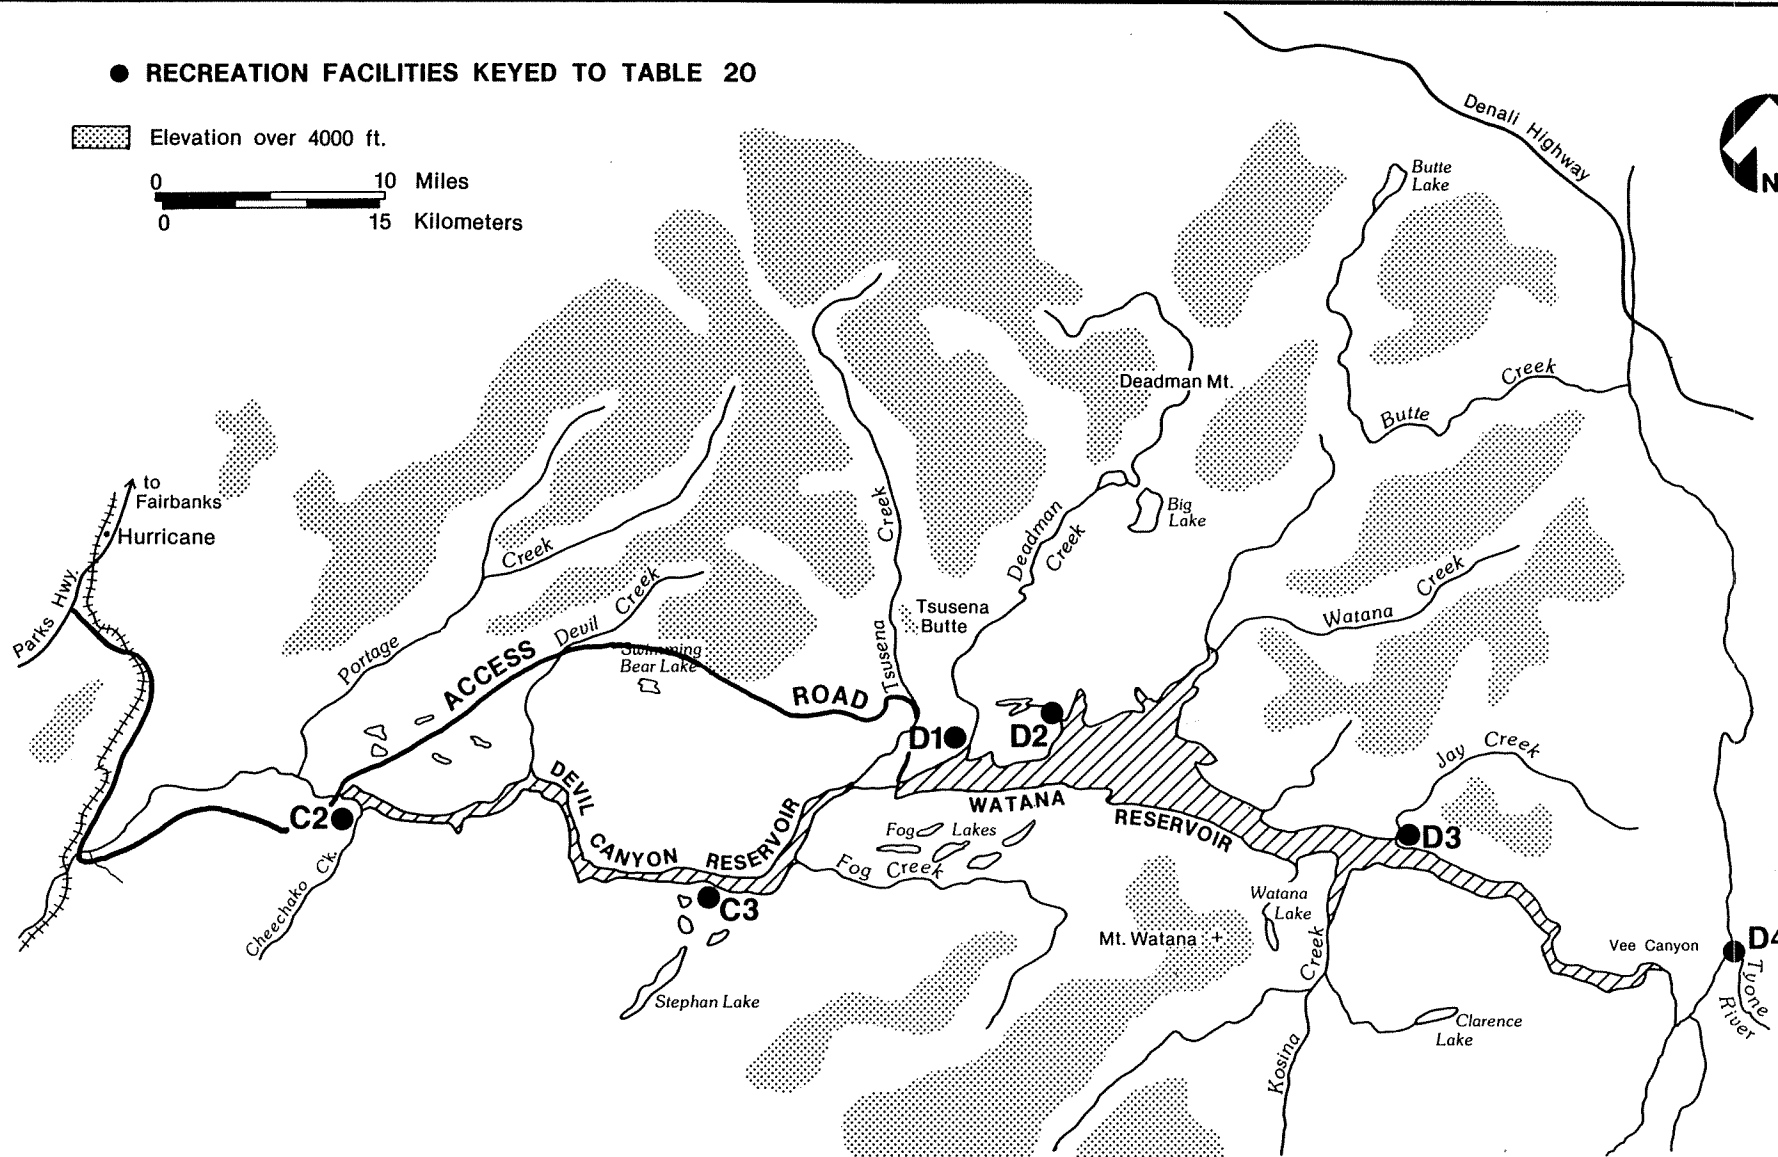 RECREATION FACILITIES KEYED TO TABLE 20
Elevation over 4000 ft.
0 10 Miles
0 15 Kilometers
Denali Highway
N
Butte
Lake
Butte Creek
Deadman Mt.
Big
Lake
Deadman
Creek
Tsusena Creek
Tsusena
Butte
Watana Creek
to
Fairbanks
Hurricane
Parks Hwy.
Portage Creek
Devil Creek
ACCESS ROAD
Swimming
Bear Lake
D1
D2
C2
Cheechako Ck.
DEVIL CANYON RESERVOIR
C3
Stephan Lake
WATANA RESERVOIR
Fog Lakes
Fog Creek
Jay Creek
D3
Watana
Lake
Mt. Watana +
Kosina Creek
Clarence
Lake
Vee Canyon
D4
Tyone
River